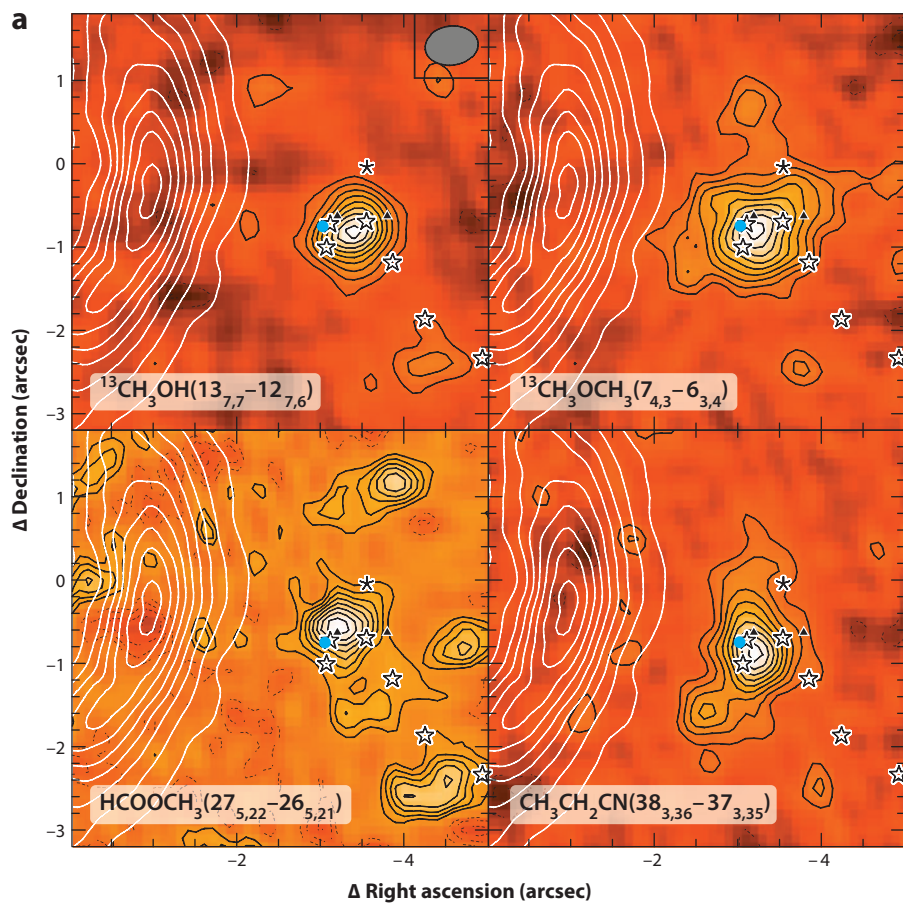 a
1
0
−1
−2
−3
¹³CH₃OH(13₇,₇–12₇,₆)
¹³CH₃OCH₃(7₄,₃–6₃,₄)
1
0
−1
−2
−3
HCOOCH₃(27₅,₂₂–26₅,₂₁)
CH₃CH₂CN(38₃,₃₆–37₃,₃₅)
−2
−4
−2
−4
Δ Declination (arcsec)
Δ Right ascension (arcsec)